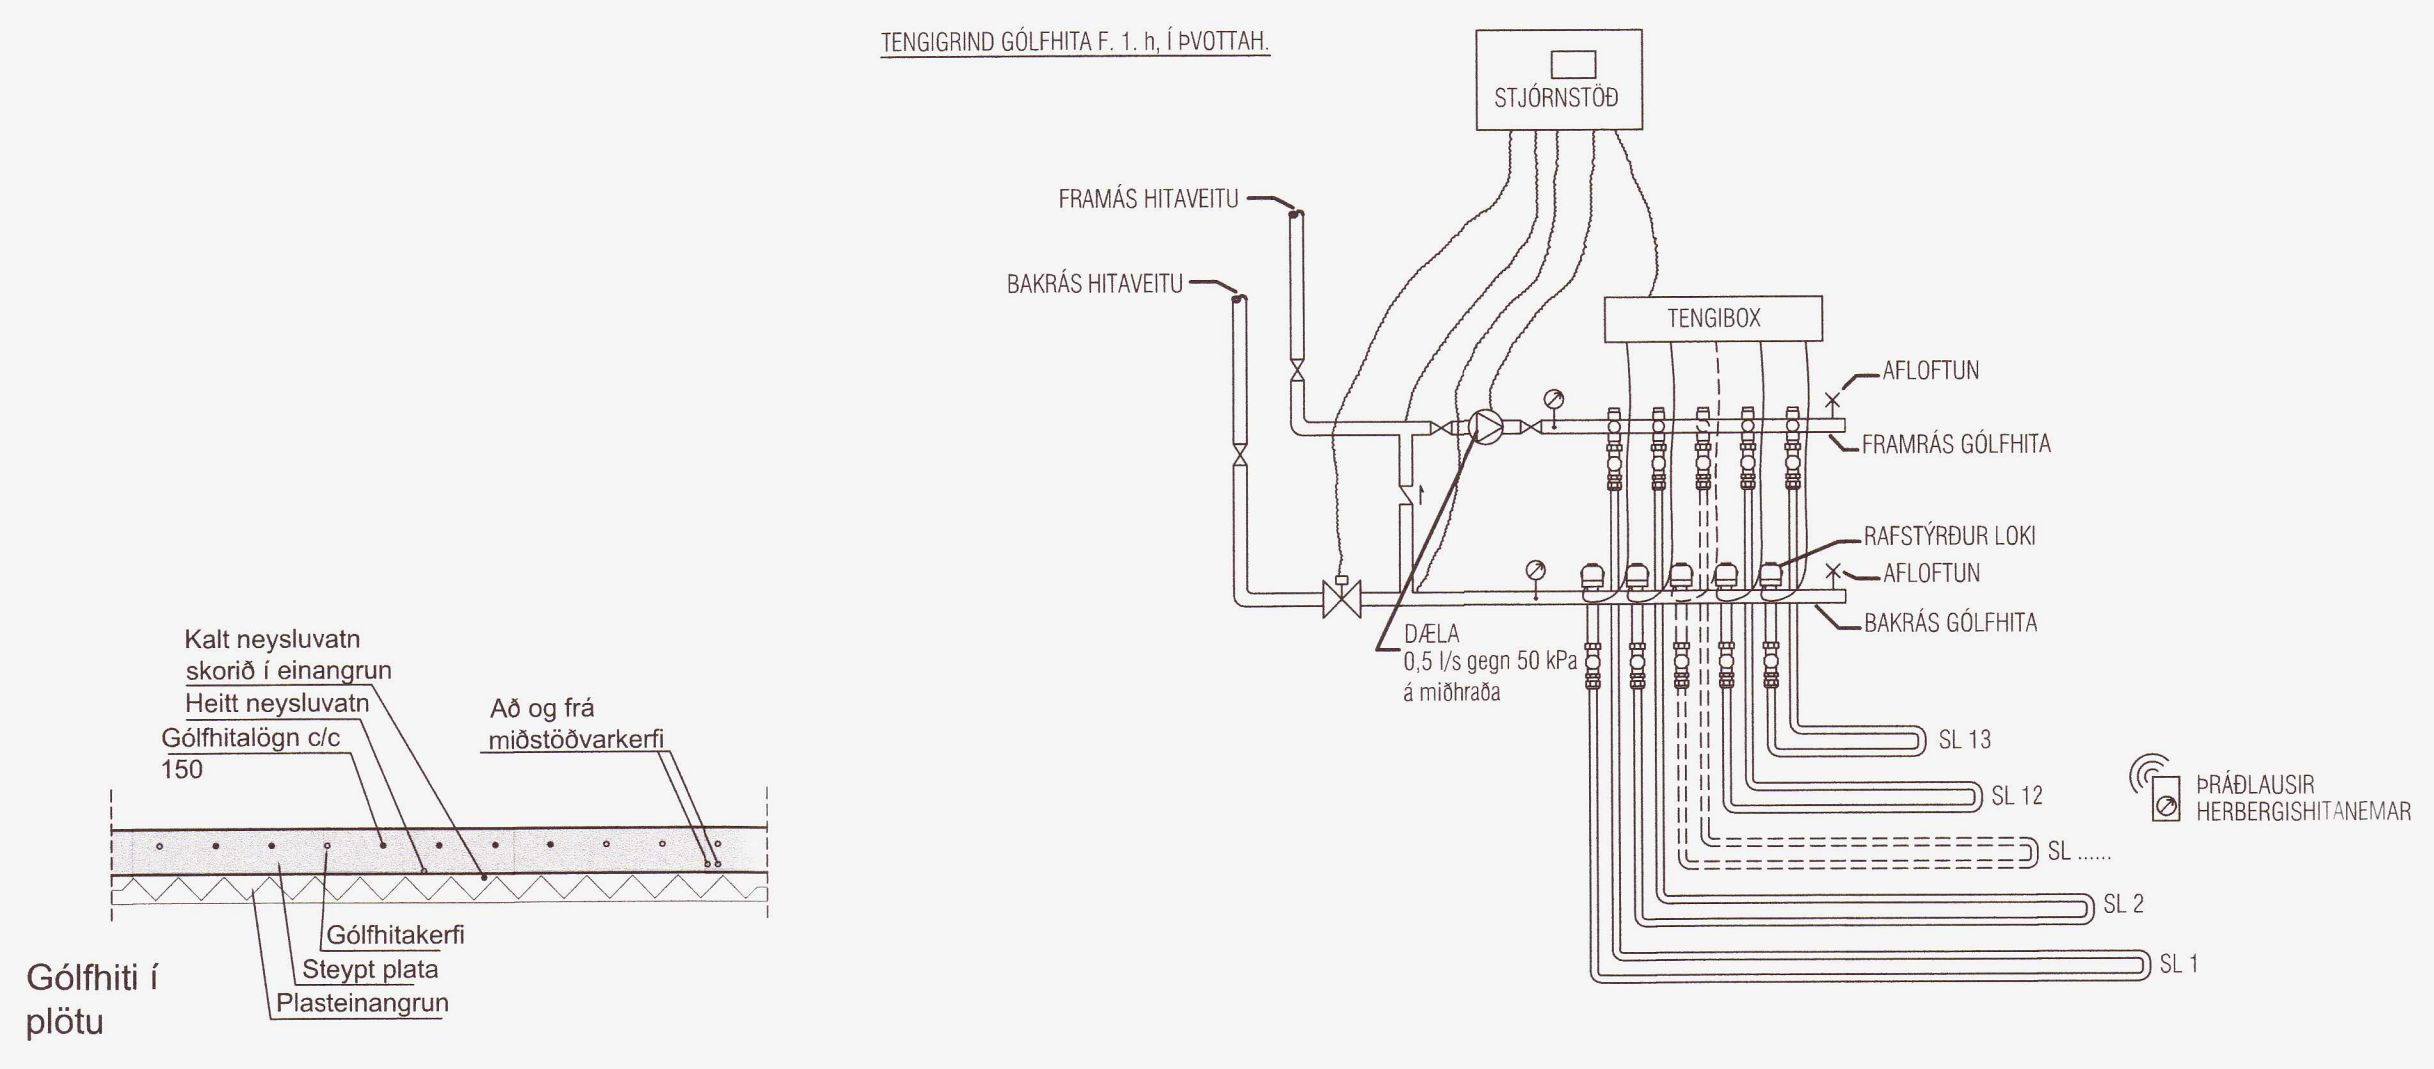 TENGIGRIND GÓLFHITA F. 1. h, Í ÞVOTTAH.
STJÓRNSTÖÐ
FRAMÁS HITAVEITU
BAKRÁS HITAVEITU
TENGIBOX
AFLOFTUN
FRAMRÁS GÓLFHITA
RAFSTÝRÐUR LOKI
AFLOFTUN
BAKRÁS GÓLFHITA
DÆLA
0,5 l/s gegn 50 kPa
á miðhraða
SL 13
SL 12
SL ......
SL 2
SL 1
ÞRÁÐLAUSIR
HERBERGISHITANEMAR
Kalt neysluvatn
skorið í einangrun
Heitt neysluvatn
Gólfhitalögn c/c
150
Að og frá
miðstöðvarkerfi
Gólfhitakerfi
Steypt plata
Plasteinangrun
Gólfhiti í
plötu